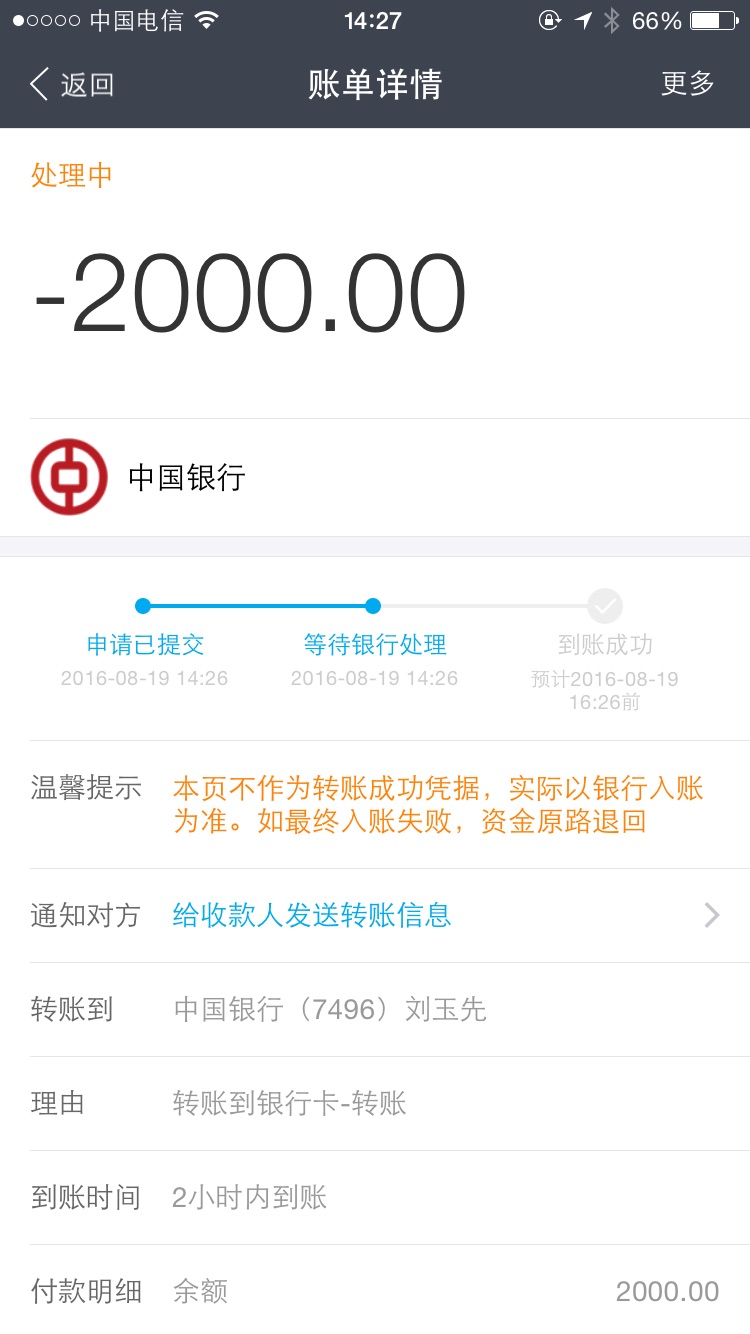 中国电信 14:27 66%
返回 账单详情 更多
处理中
-2000.00
中国银行
申请已提交 等待银行处理 到账成功
2016-08-19 14:26 2016-08-19 14:26 预计2016-08-19
16:26前
温馨提示 本页不作为转账成功凭据，实际以银行入账
为准。如最终入账失败，资金原路退回
通知对方 给收款人发送转账信息
转账到 中国银行（7496）刘玉先
理由 转账到银行卡-转账
到账时间 2小时内到账
付款明细 余额 2000.00